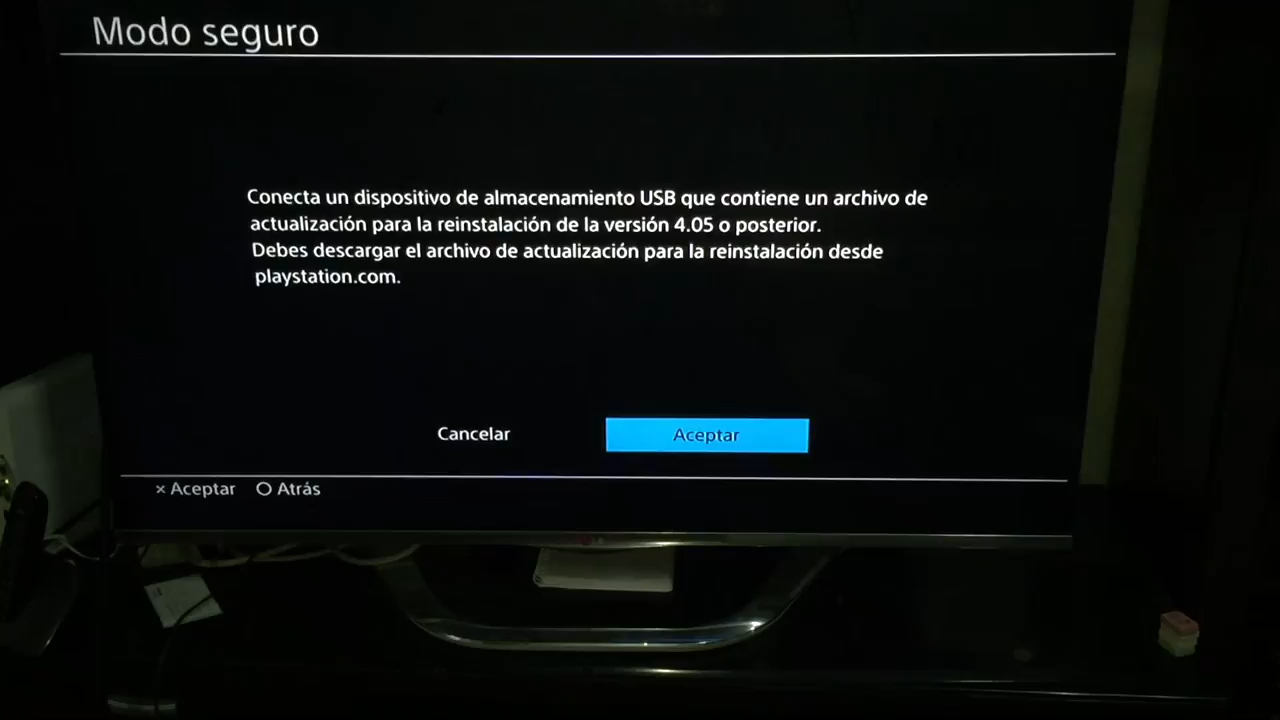 Modo seguro
Conecta un dispositivo de almacenamiento USB que contiene un archivo de
actualización para la reinstalación de la versión 4.05 o posterior.
Debes descargar el archivo de actualización para la reinstalación desde
playstation.com.
Cancelar
Aceptar
× Aceptar ○ Atrás
LG